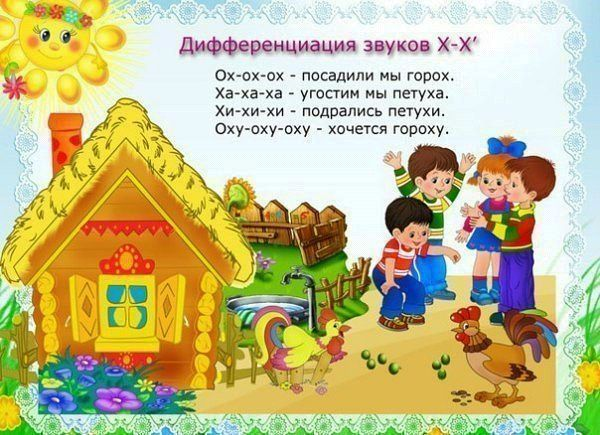 Дифференциация звуков Х-Х'
Ох-ох-ох - посадили мы горох.
Ха-ха-ха - угостим мы петуха.
Хи-хи-хи - подрались петухи.
Оху-оху-оху - хочется гороху.